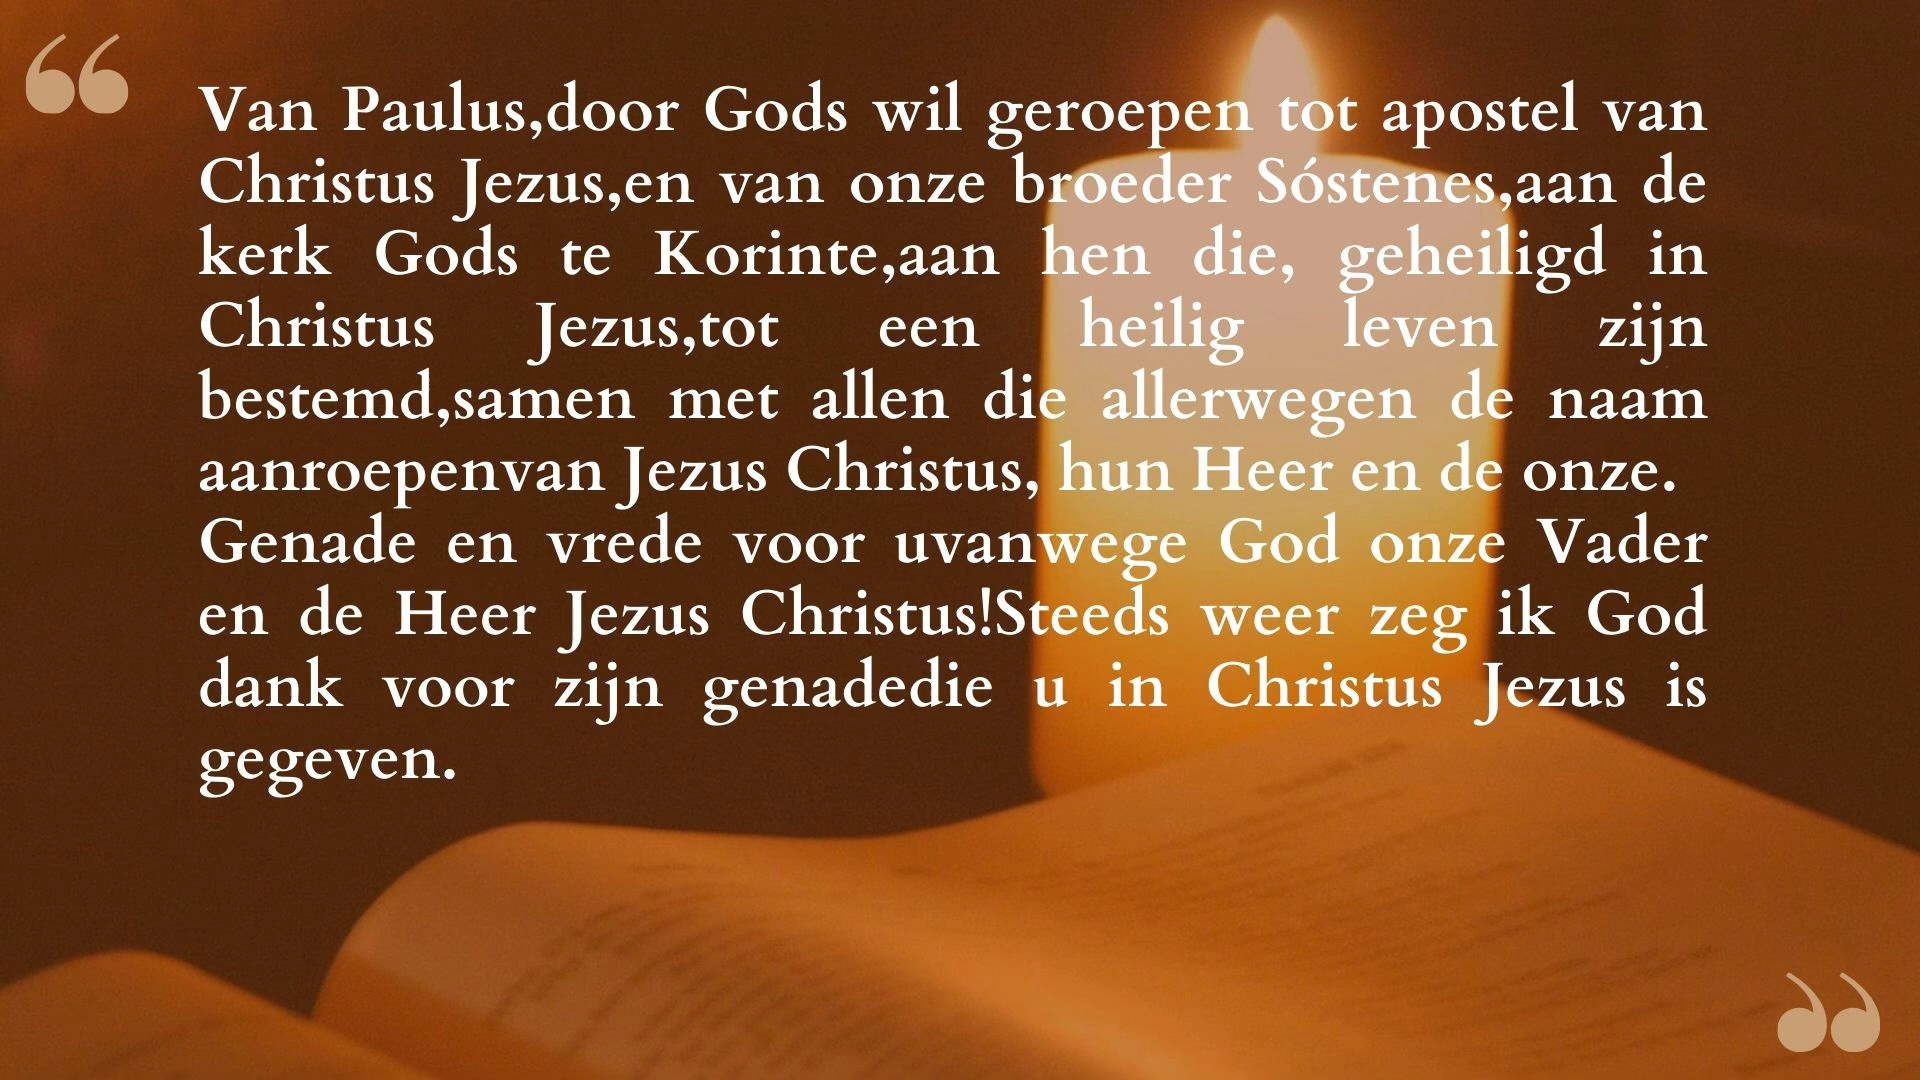 Van Paulus,door Gods wil geroepen tot apostel van
Christus Jezus,en van onze broeder Sóstenes,aan de
kerk Gods te Korinte,aan hen die, geheiligd in
Christus Jezus,tot een heilig leven zijn
bestemd,samen met allen die allerwegen de naam
aanroepenvan Jezus Christus, hun Heer en de onze.
Genade en vrede voor uvanwege God onze Vader
en de Heer Jezus Christus!Steeds weer zeg ik God
dank voor zijn genadedie u in Christus Jezus is
gegeven.